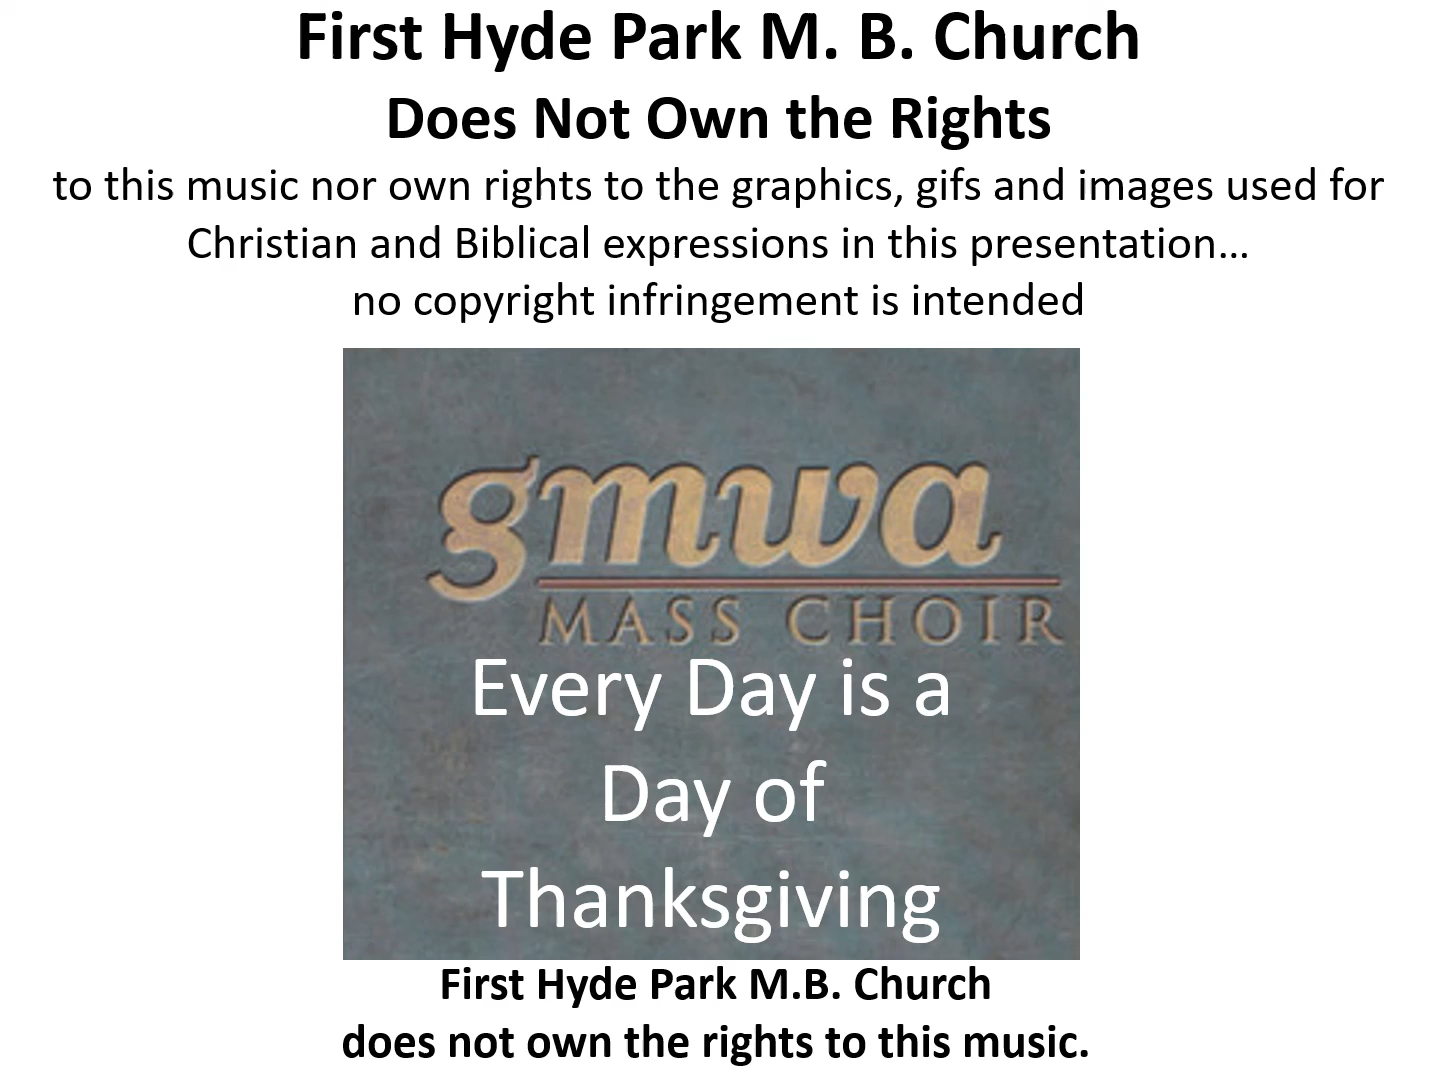 First Hyde Park M. B. Church
Does Not Own the Rights
to this music nor own rights to the graphics, gifs and images used for
Christian and Biblical expressions in this presentation...
no copyright infringement is intended
gmwa
MASS CHOIR
Every Day is a
Day of
Thanksgiving
First Hyde Park M.B. Church
does not own the rights to this music.